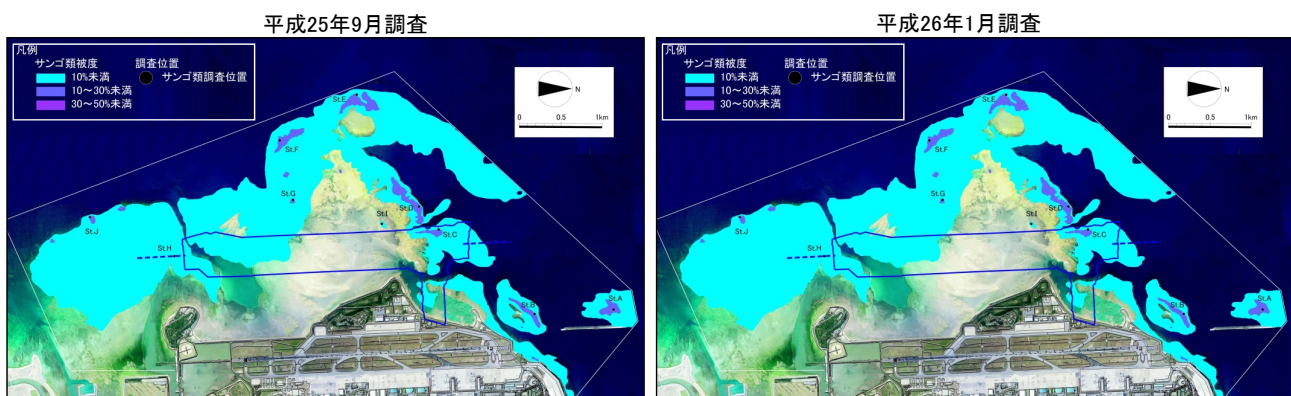 平成25年9月調査
凡例
サンゴ類被度 調査位置
10%未満 サンゴ類調査位置
10～30%未満
30～50%未満
N
0 0.5 1km
St.E
St.F
St.G
St.D
St.I
St.J
St.C
St.H
St.B
St.A
平成26年1月調査
凡例
サンゴ類被度 調査位置
10%未満 サンゴ類調査位置
10～30%未満
30～50%未満
N
0 0.5 1km
St.E
St.F
St.G
St.D
St.I
St.J
St.C
St.H
St.B
St.A